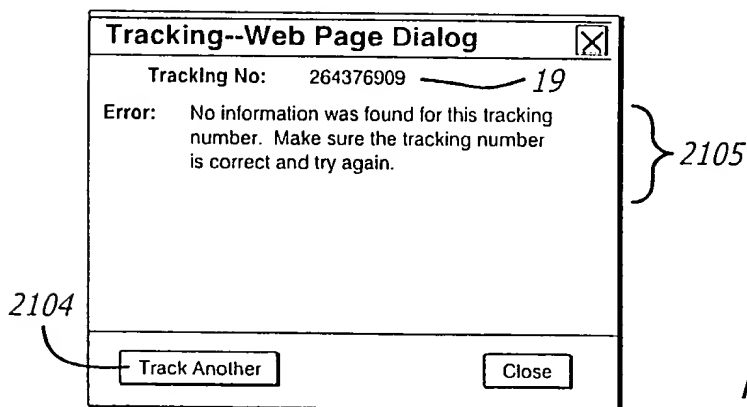 Tracking--Web Page Dialog
Tracking No: 264376909 19
Error: No information was found for this tracking
number. Make sure the tracking number
is correct and try again.
2105
2104
Track Another Close